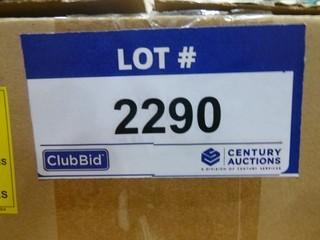 LOT #
2290
ClubBid
CENTURY
AUCTIONS
A DIVISION OF CENTURY SERVICES